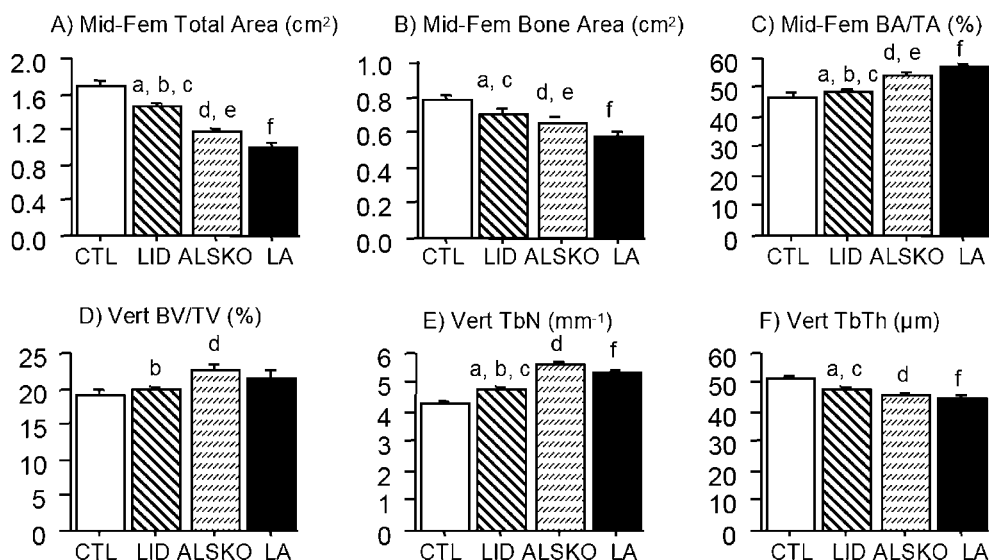 A) Mid-Fem Total Area (cm²)
2.0
1.6
1.2
0.8
0.4
0.0
a, b, c
d, e
f
CTL LID ALSKO LA
B) Mid-Fem Bone Area (cm²)
1.0
0.8
0.6
0.4
0.2
0.0
a, c
d, e
f
CTL LID ALSKO LA
C) Mid-Fem BA/TA (%)
60
50
40
30
20
10
0
a, b, c
d, e
f
CTL LID ALSKO LA
D) Vert BV/TV (%)
25
20
15
10
5
0
b
d
CTL LID ALSKO LA
E) Vert TbN (mm⁻¹)
6
5
4
3
2
1
0
a, b, c
d
f
CTL LID ALSKO LA
F) Vert TbTh (µm)
60
50
40
30
20
10
0
a, c
d
f
CTL LID ALSKO LA